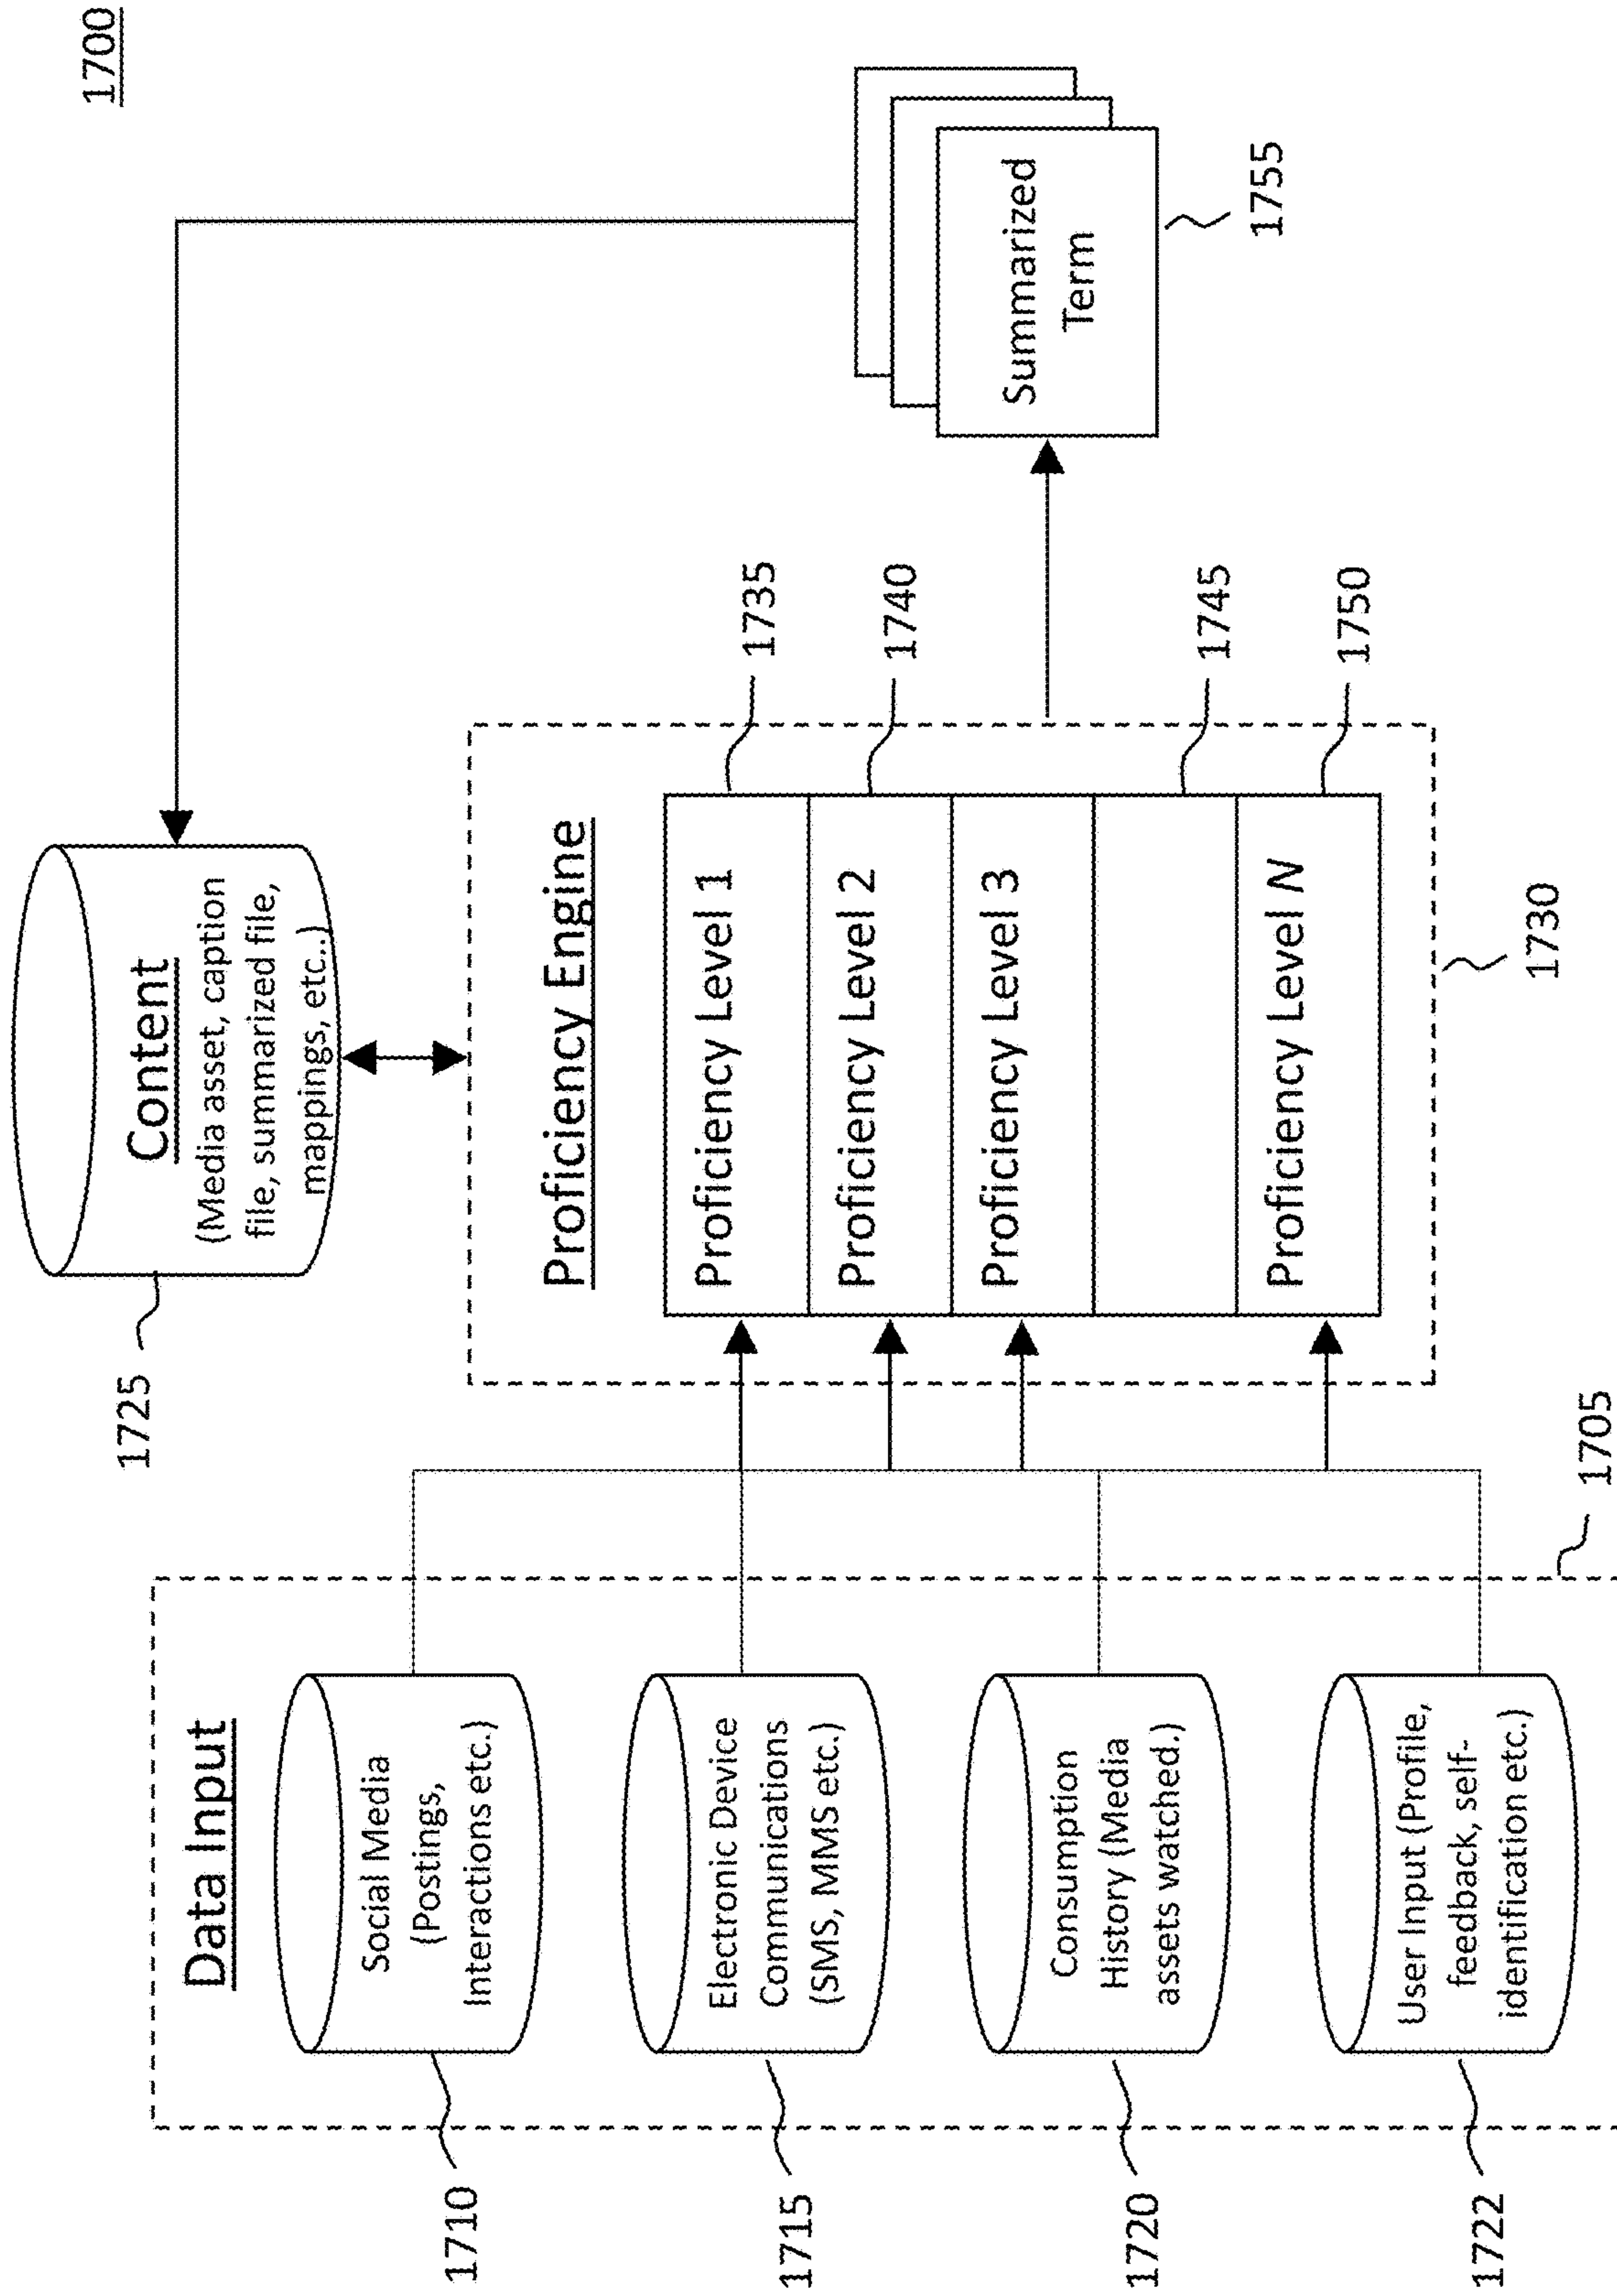 1700
Content
(Media asset, caption
file, summarized file,
mappings, etc..)
1725
Data Input
Social Media
(Postings,
Interactions etc.)
1710
Electronic Device
Communications
(SMS, MMS etc.)
1715
Consumption
History (Media
assets watched.)
1720
User Input (Profile,
feedback, self-
identification etc.)
1722
1705
Proficiency Engine
Proficiency Level 1
1735
Proficiency Level 2
1740
Proficiency Level 3
1745
Proficiency Level N
1750
1730
Summarized
Term
1755